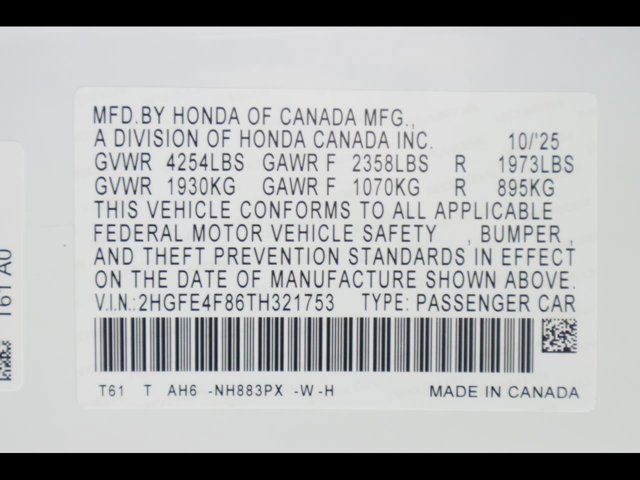 MFD.BY HONDA OF CANADA MFG.,
A DIVISION OF HONDA CANADA INC. 10/'25
GVWR 4254LBS GAWR F 2358LBS R 1973LBS
GVWR 1930KG GAWR F 1070KG R 895KG
THIS VEHICLE CONFORMS TO ALL APPLICABLE
FEDERAL MOTOR VEHICLE SAFETY , BUMPER ,
AND THEFT PREVENTION STANDARDS IN EFFECT
ON THE DATE OF MANUFACTURE SHOWN ABOVE.
V.I.N.:2HGFE4F86TH321753 TYPE: PASSENGER CAR
T61 T AH6 -NH883PX -W-H MADE IN CANADA
T61 A0